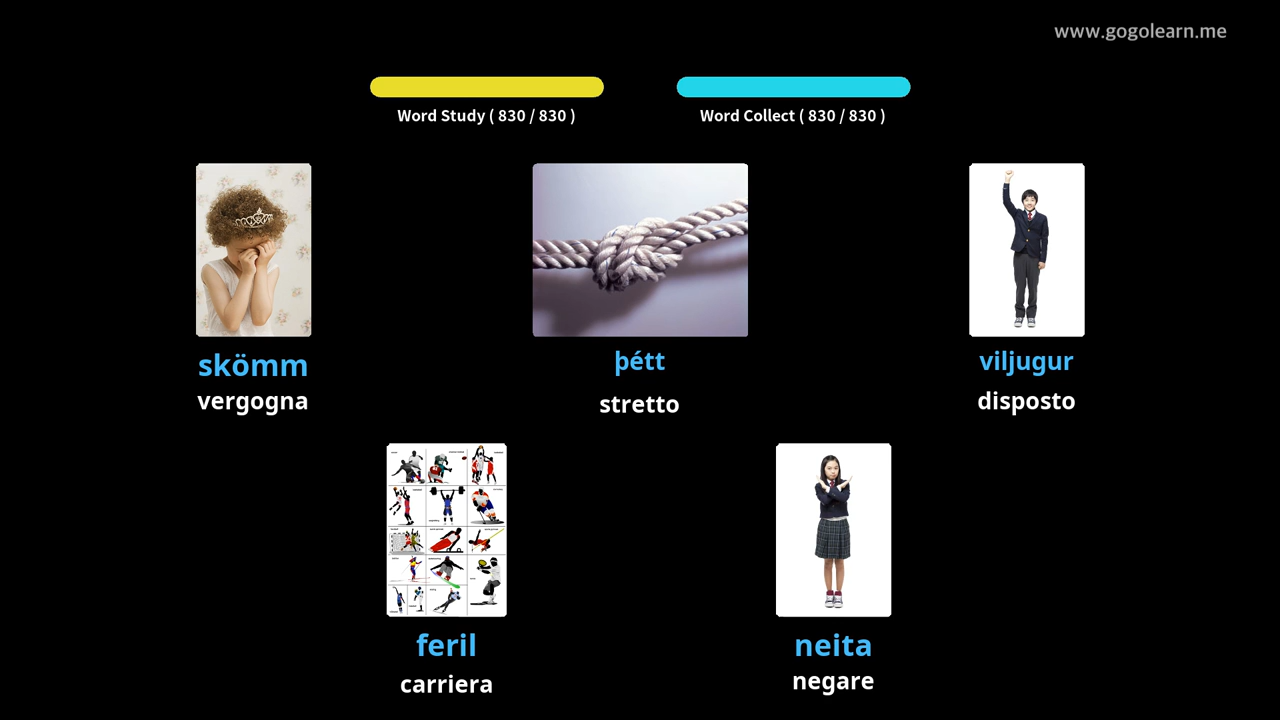 www.gogolearn.me
Word Study ( 830 / 830 )
Word Collect ( 830 / 830 )
skömm
vergogna
þétt
stretto
viljugur
disposto
feril
carriera
neita
negare